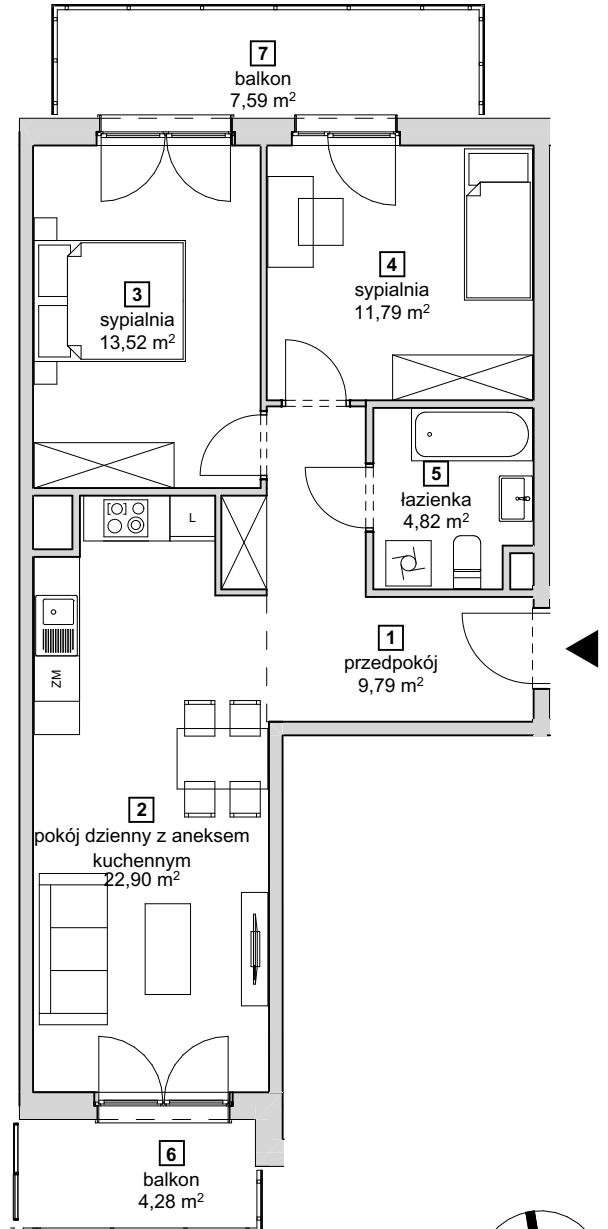 7
balkon
7,59 m²
3
sypialnia
13,52 m²
4
sypialnia
11,79 m²
5
łazienka
4,82 m²
L
ZM
1
przedpokój
9,79 m²
2
pokój dzienny z aneksem
kuchennym
22,90 m²
6
balkon
4,28 m²